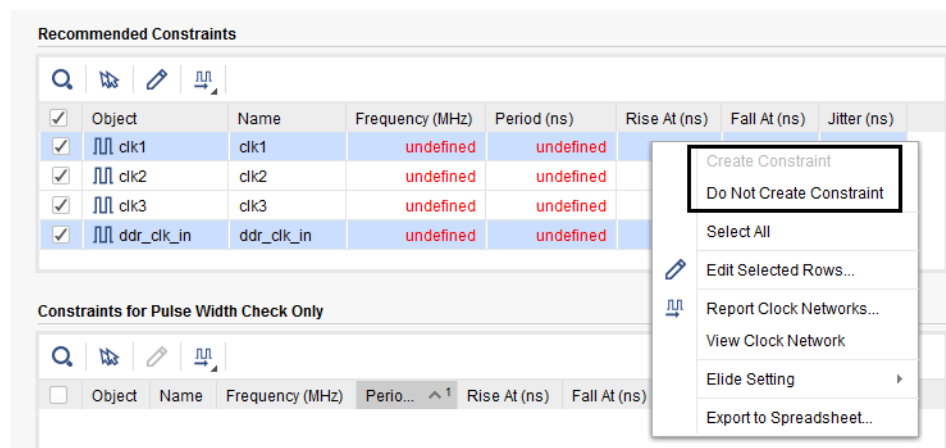 Recommended Constraints
Object Name Frequency (MHz) Period (ns) Rise At (ns) Fall At (ns) Jitter (ns)
clk1 clk1 undefined undefined
clk2 clk2 undefined undefined
clk3 clk3 undefined undefined
ddr_clk_in ddr_clk_in undefined undefined
Create Constraint
Do Not Create Constraint
Select All
Edit Selected Rows...
Report Clock Networks...
View Clock Network
Elide Setting
Export to Spreadsheet...
Constraints for Pulse Width Check Only
Object Name Frequency (MHz) Perio... 1 Rise At (ns) Fall At (ns)